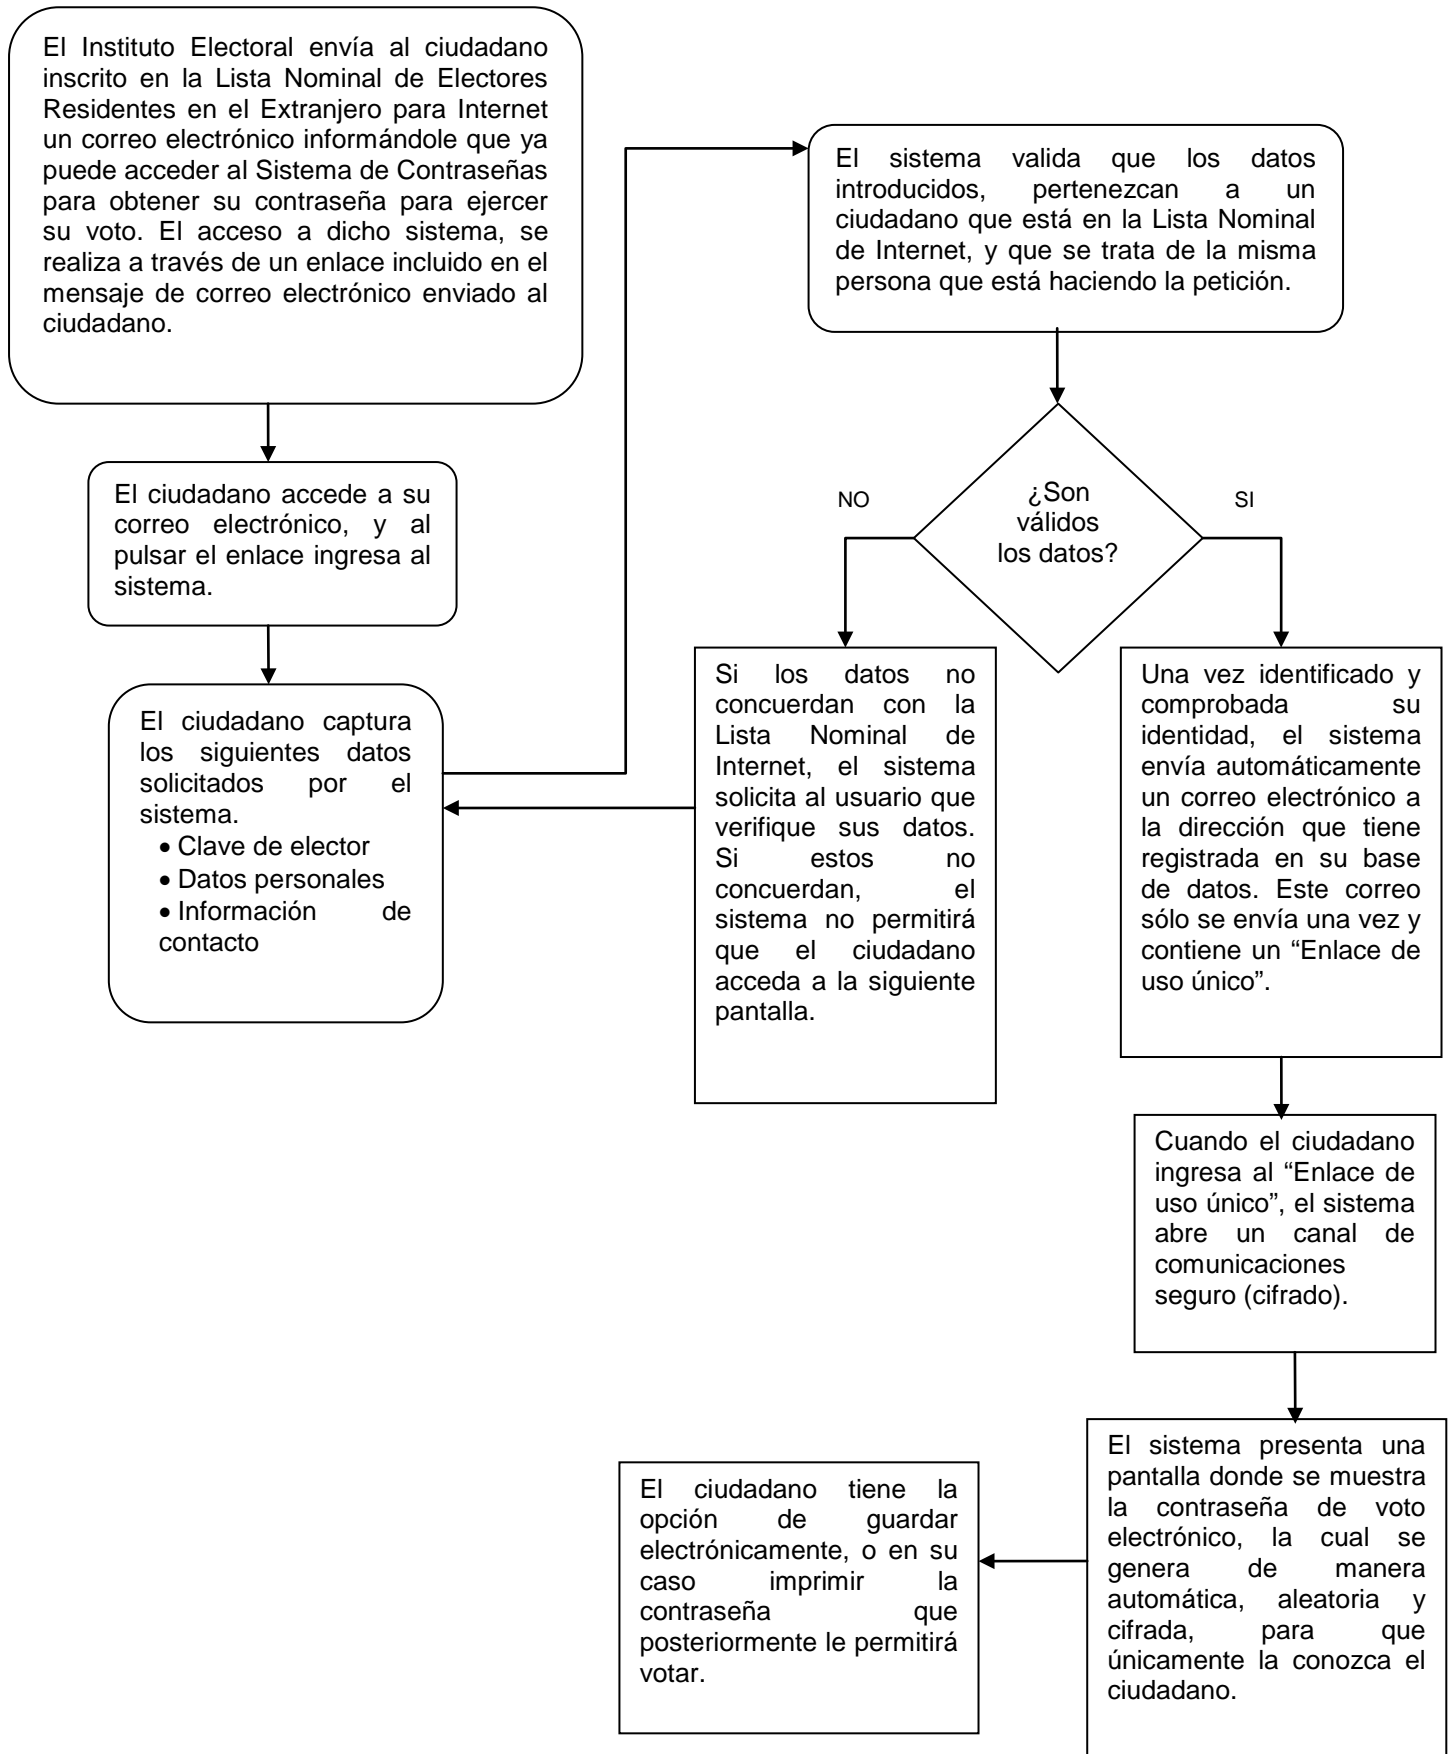 El Instituto Electoral envía al ciudadano
inscrito en la Lista Nominal de Electores
Residentes en el Extranjero para Internet
un correo electrónico informándole que ya
puede acceder al Sistema de Contraseñas
para obtener su contraseña para ejercer
su voto. El acceso a dicho sistema, se
realiza a través de un enlace incluido en el
mensaje de correo electrónico enviado al
ciudadano.
El ciudadano accede a su
correo electrónico, y al
pulsar el enlace ingresa al
sistema.
El ciudadano captura
los siguientes datos
solicitados por el
sistema.
• Clave de elector
• Datos personales
• Información de
contacto
El sistema valida que los datos
introducidos, pertenezcan a un
ciudadano que está en la Lista Nominal
de Internet, y que se trata de la misma
persona que está haciendo la petición.
¿Son
válidos
los datos?
NO
SI
Si los datos no
concuerdan con la
Lista Nominal de
Internet, el sistema
solicita al usuario que
verifique sus datos.
Si estos no
concuerdan, el
sistema no permitirá
que el ciudadano
acceda a la siguiente
pantalla.
Una vez identificado y
comprobada su
identidad, el sistema
envía automáticamente
un correo electrónico a
la dirección que tiene
registrada en su base
de datos. Este correo
sólo se envía una vez y
contiene un “Enlace de
uso único”.
Cuando el ciudadano
ingresa al “Enlace de
uso único”, el sistema
abre un canal de
comunicaciones
seguro (cifrado).
El sistema presenta una
pantalla donde se muestra
la contraseña de voto
electrónico, la cual se
genera de manera
automática, aleatoria y
cifrada, para que
únicamente la conozca el
ciudadano.
El ciudadano tiene la
opción de guardar
electrónicamente, o en su
caso imprimir la
contraseña que
posteriormente le permitirá
votar.